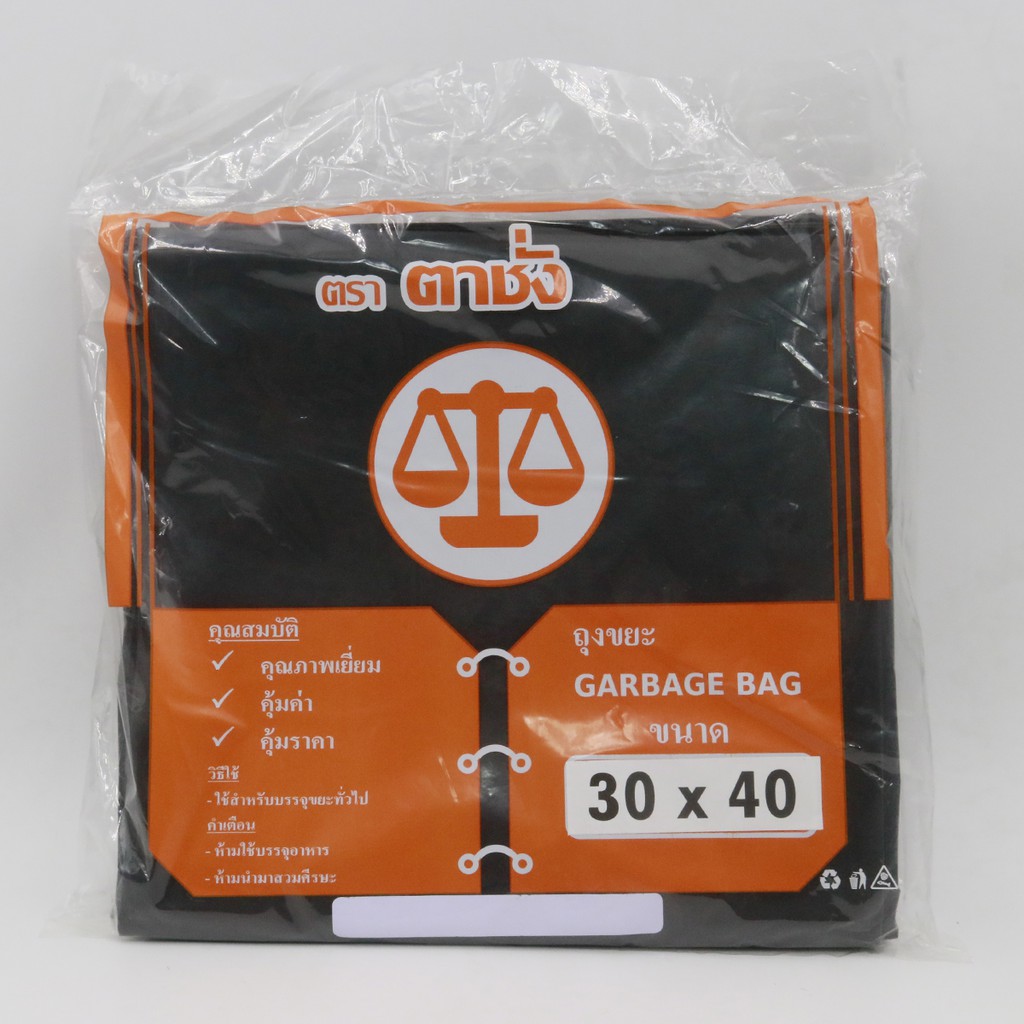 ตรา ตาชั่ง
คุณสมบัติ
✓ คุณภาพเยี่ยม
✓ คุ้มค่า
✓ คุ้มราคา
วิธีใช้
- ใช้สำหรับบรรจุขยะทั่วไป
คำเตือน
- ห้ามใช้บรรจุอาหาร
- ห้ามนำมาสวมศีรษะ
ถุงขยะ
GARBAGE BAG
ขนาด
30 x 40